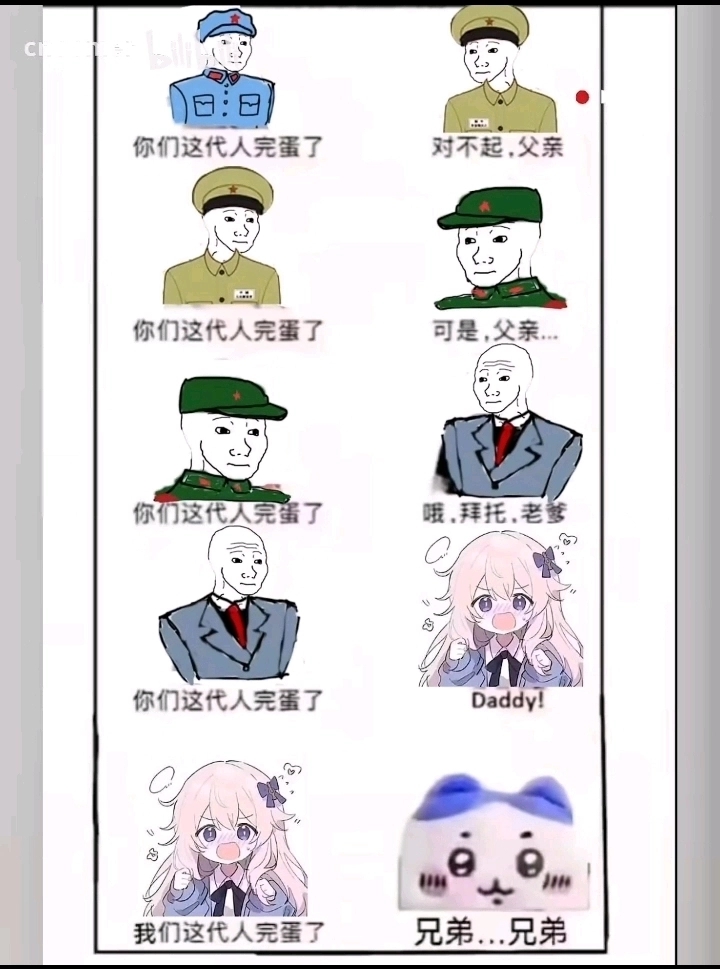 bilibili
你们这代人完蛋了
对不起,父亲
你们这代人完蛋了
可是,父亲...
你们这代人完蛋了
哦,拜托,老爹
你们这代人完蛋了
Daddy!
我们这代人完蛋了
兄弟...兄弟